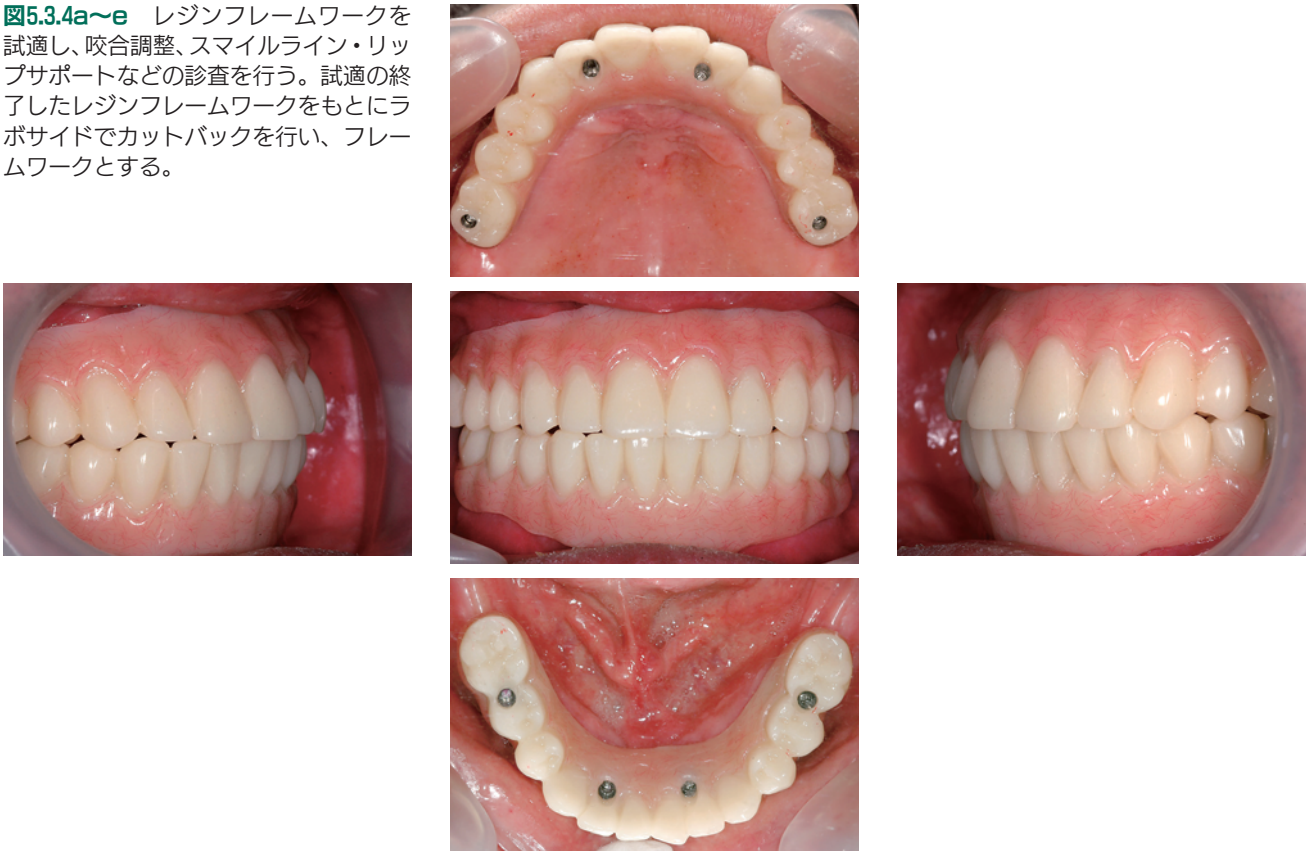 図5.3.4a〜e　レジンフレームワークを
試適し、咬合調整、スマイルライン・リッ
プサポートなどの診査を行う。試適の終
了したレジンフレームワークをもとにラ
ボサイドでカットバックを行い、フレー
ムワークとする。